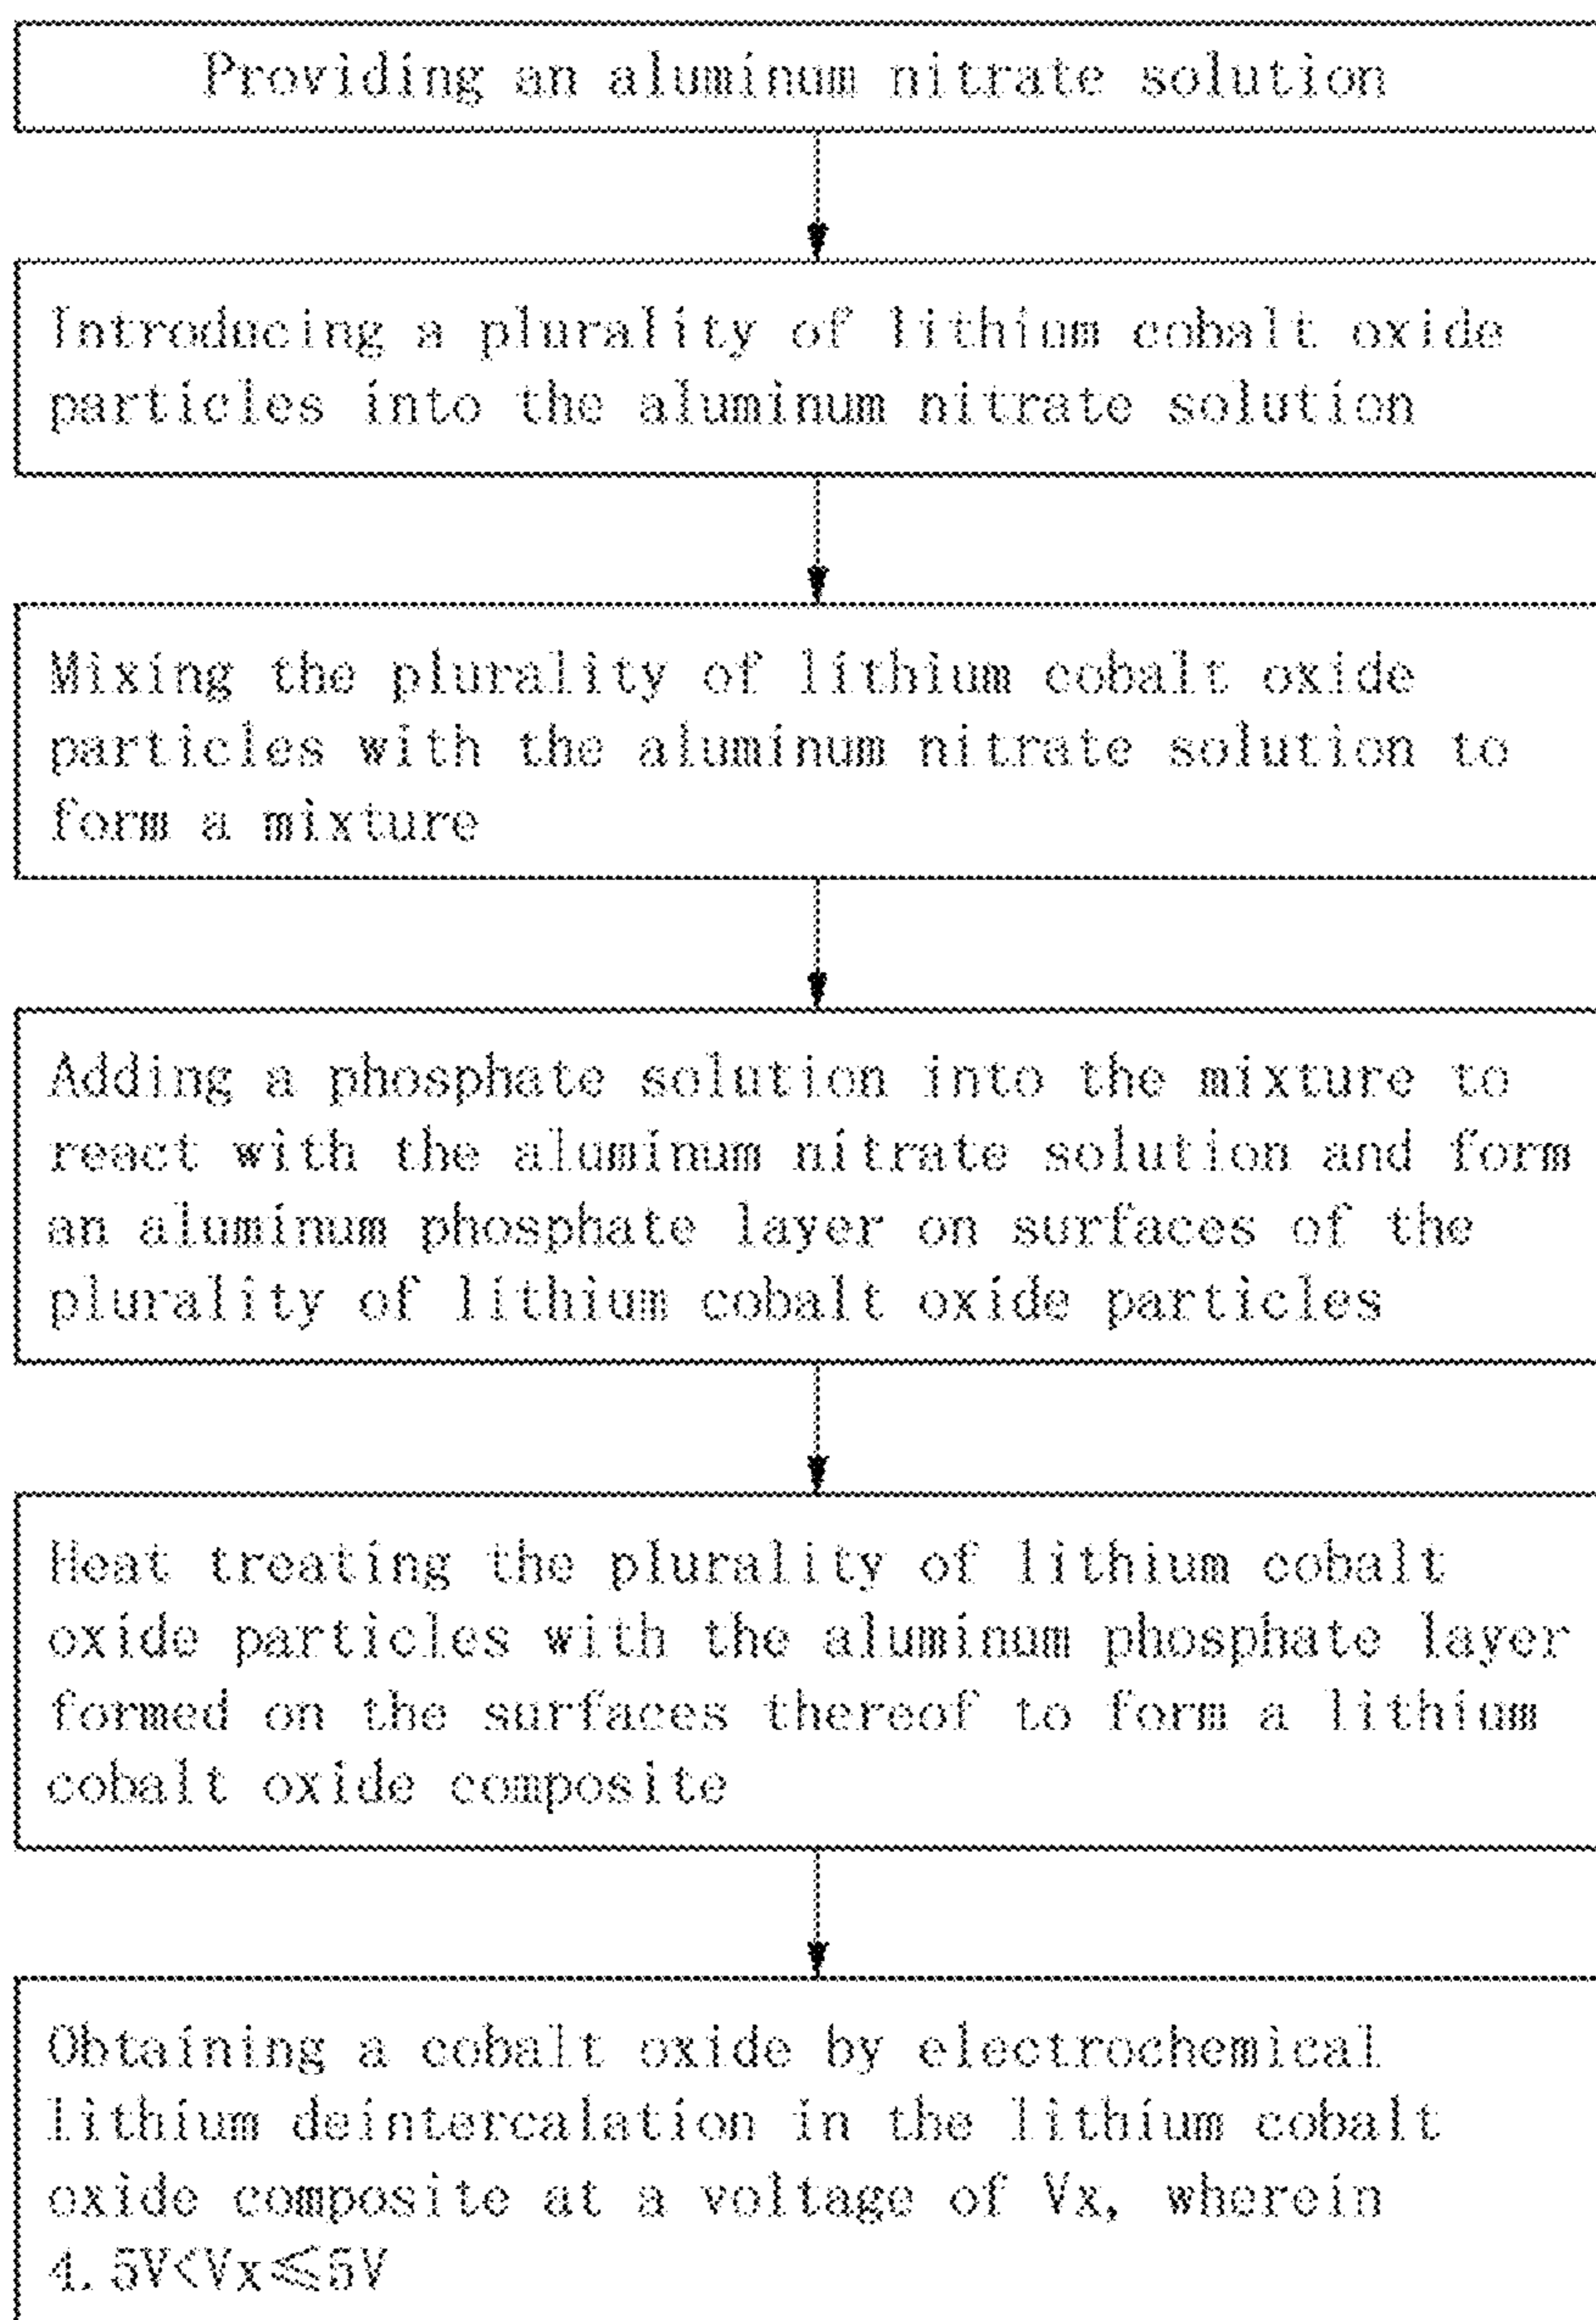 Providing an aluminum nitrate solution
Introducing a plurality of lithium cobalt oxide
particles into the aluminum nitrate solution
Mixing the plurality of lithium cobalt oxide
particles with the aluminum nitrate solution to
form a mixture
Adding a phosphate solution into the mixture to
react with the aluminum nitrate solution and form
an aluminum phosphate layer on surfaces of the
plurality of lithium cobalt oxide particles
Heat treating the plurality of lithium cobalt
oxide particles with the aluminum phosphate layer
formed on the surfaces thereof to form a lithium
cobalt oxide composite
Obtaining a cobalt oxide by electrochemical
lithium deintercalation in the lithium cobalt
oxide composite at a voltage of Vx, wherein
4.5V<Vx≤5V